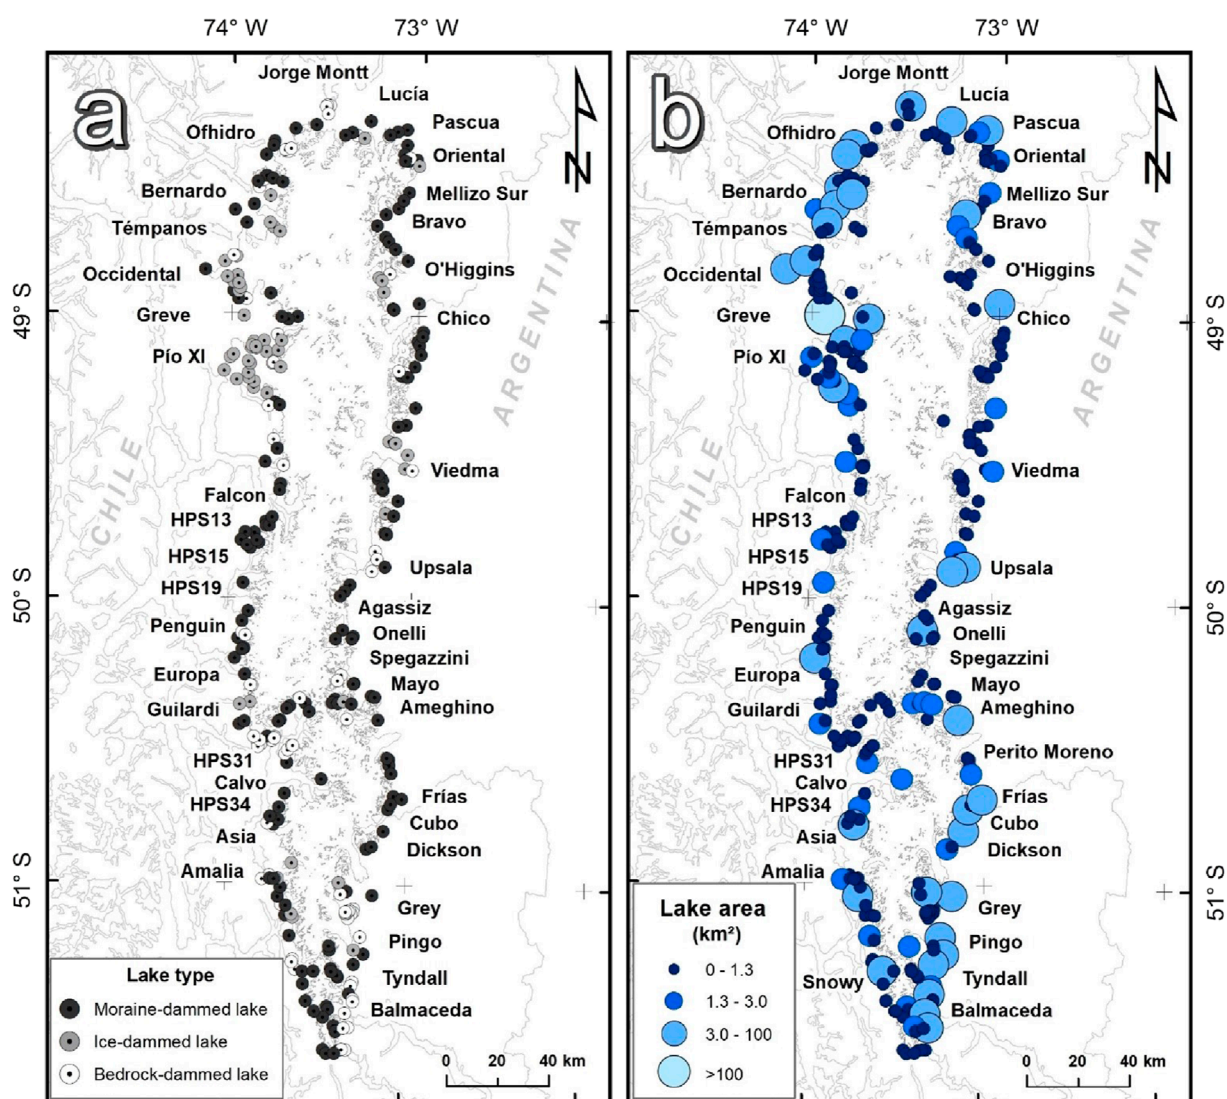 74° W
73° W
a
N
Jorge Montt
Lucía
Ofhidro
Pascua
Oriental
Bernardo
Mellizo Sur
Témpanos
Bravo
Occidental
O'Higgins
49° S
Greve
Chico
Pío XI
ARGENTINA
CHILE
Viedma
Falcon
HPS13
HPS15
Upsala
HPS19
50° S
Agassiz
Penguin
Onelli
Spegazzini
Europa
Mayo
Guilardi
Ameghino
HPS31
Calvo
HPS34
Frías
Asia
Cubo
Dickson
Amalia
51° S
Grey
Pingo
Tyndall
Balmaceda
Lake type
Moraine-dammed lake
Ice-dammed lake
Bedrock-dammed lake
0 20 40 km
74° W
73° W
b
N
Jorge Montt
Lucía
Ofhidro
Pascua
Oriental
Bernardo
Mellizo Sur
Témpanos
Bravo
Occidental
O'Higgins
Greve
Chico
49° S
Pío XI
ARGENTINA
CHILE
Viedma
Falcon
HPS13
HPS15
Upsala
HPS19
Agassiz
50° S
Penguin
Onelli
Spegazzini
Europa
Mayo
Guilardi
Ameghino
Perito Moreno
HPS31
Calvo
HPS34
Frías
Asia
Cubo
Dickson
Amalia
51° S
Grey
Pingo
Snowy
Tyndall
Balmaceda
Lake area
(km²)
0 - 1.3
1.3 - 3.0
3.0 - 100
>100
0 20 40 km